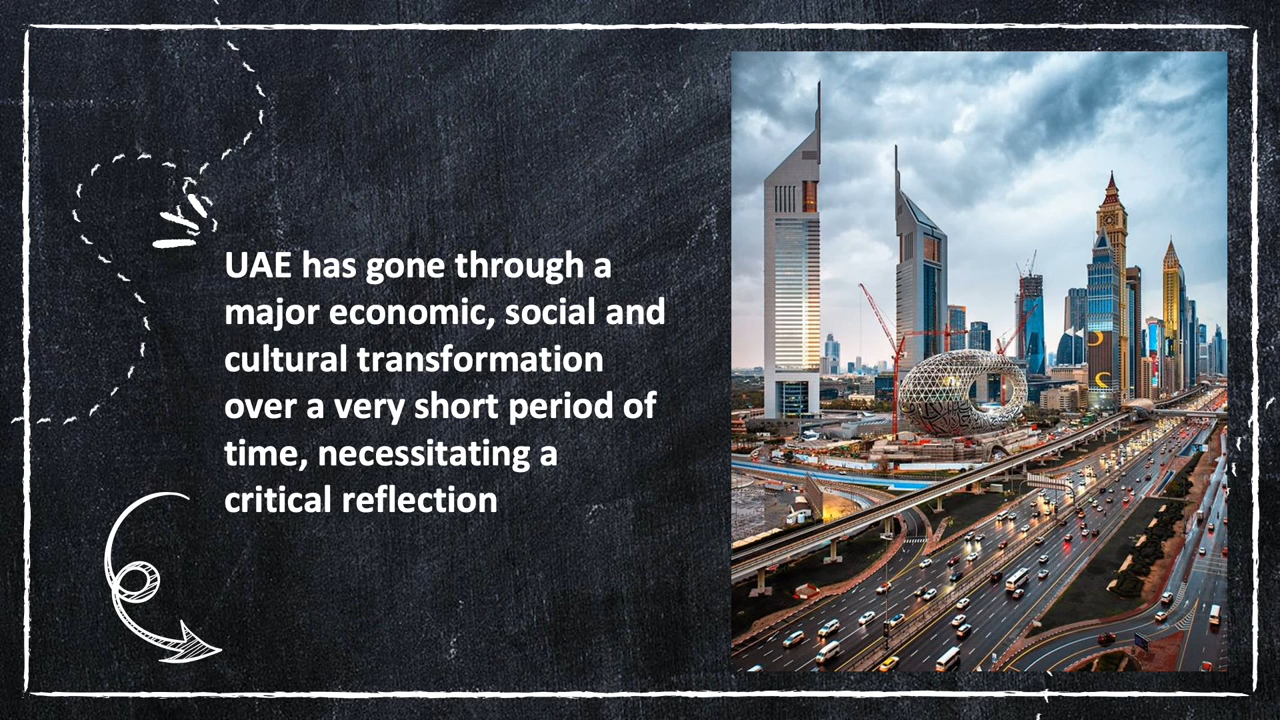 UAE has gone through a
major economic, social and
cultural transformation
over a very short period of
time, necessitating a
critical reflection